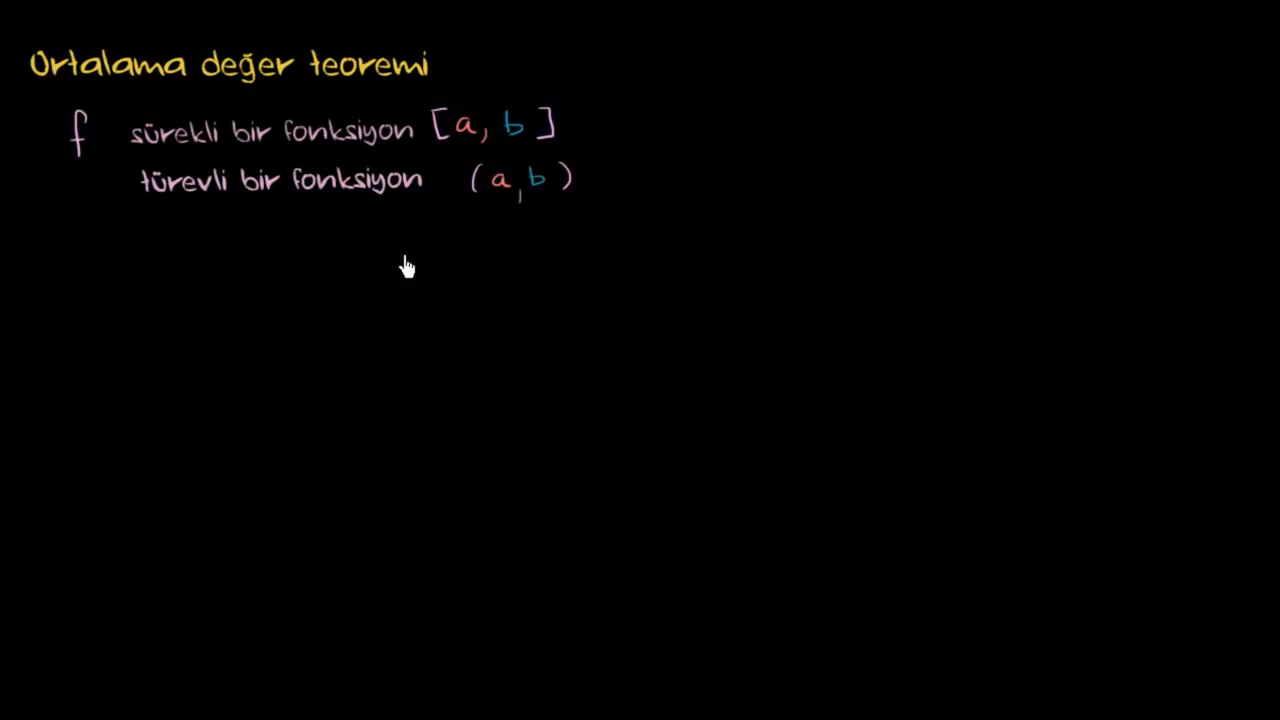 Ortalama değer teoremi
f sürekli bir fonksiyon [a, b]
türevli bir fonksiyon (a, b)